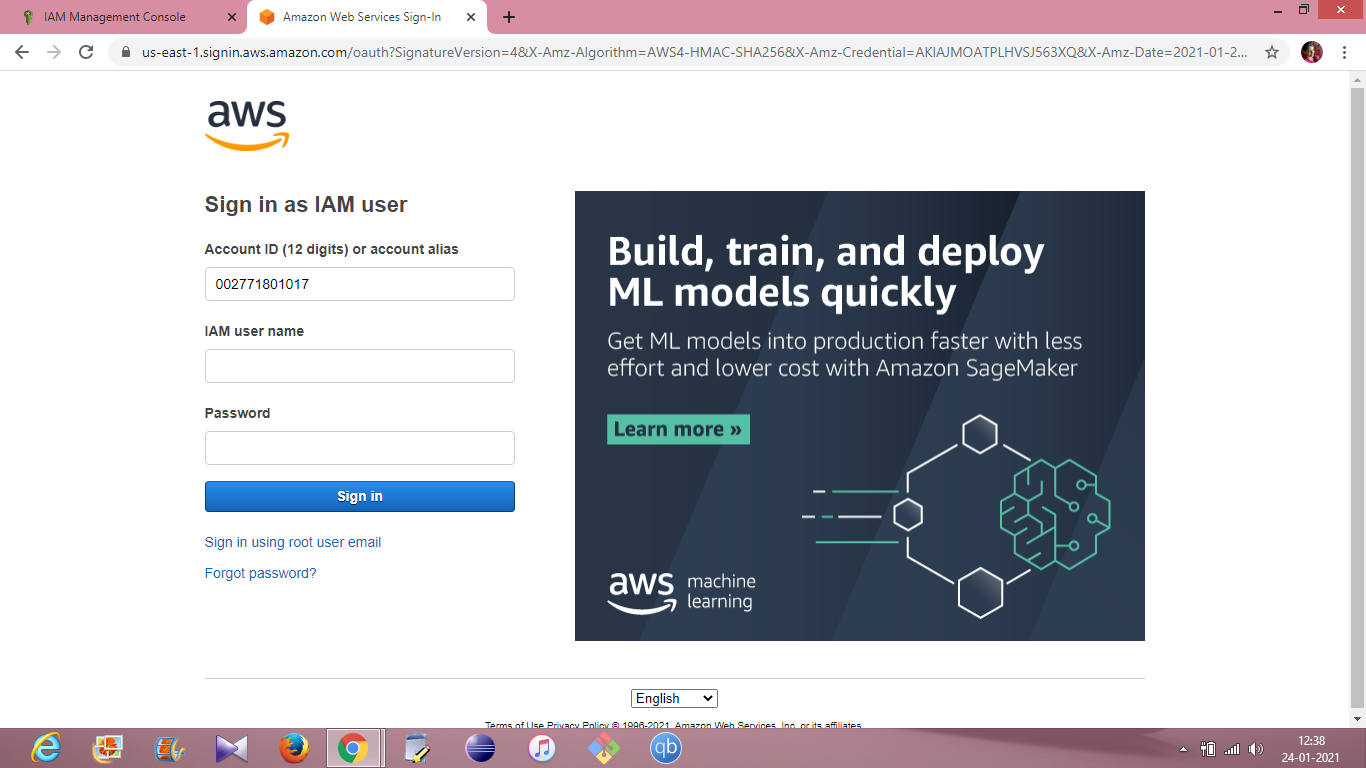 IAM Management Console
Amazon Web Services Sign-In
us-east-1.signin.aws.amazon.com/oauth?SignatureVersion=4&X-Amz-Algorithm=AWS4-HMAC-SHA256&X-Amz-Credential=AKIAJMOATPLHVSJ563XQ&X-Amz-Date=2021-01-2...
aws
Sign in as IAM user
Account ID (12 digits) or account alias
002771801017
IAM user name
Password
Sign in
Sign in using root user email
Forgot password?
Build, train, and deploy
ML models quickly
Get ML models into production faster with less
effort and lower cost with Amazon SageMaker
Learn more »
aws machine
learning
English
Terms of Use Privacy Policy © 1996-2021, Amazon Web Services, Inc. or its affiliates.
qb
12:38
24-01-2021